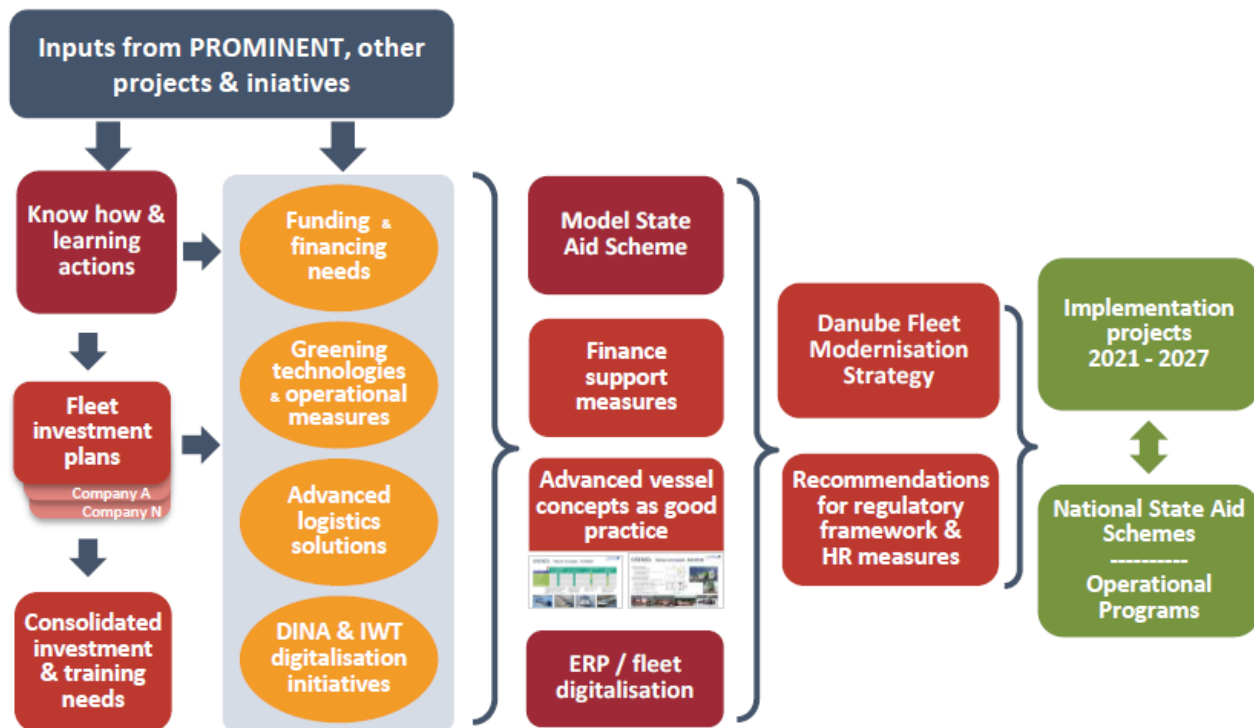 Inputs from PROMINENT, other
projects & iniatives
Know how &
learning
actions
Fleet
investment
plans
Company A
Company N
Consolidated
investment
& training
needs
Funding &
financing
needs
Greening
technologies
& operational
measures
Advanced
logistics
solutions
DINA & IWT
digitalisation
initiatives
Model State
Aid Scheme
Finance
support
measures
Advanced vessel
concepts as good
practice
ERP / fleet
digitalisation
Danube Fleet
Modernisation
Strategy
Recommendations
for regulatory
framework &
HR measures
Implementation
projects
2021 - 2027
National State Aid
Schemes
----------
Operational
Programs